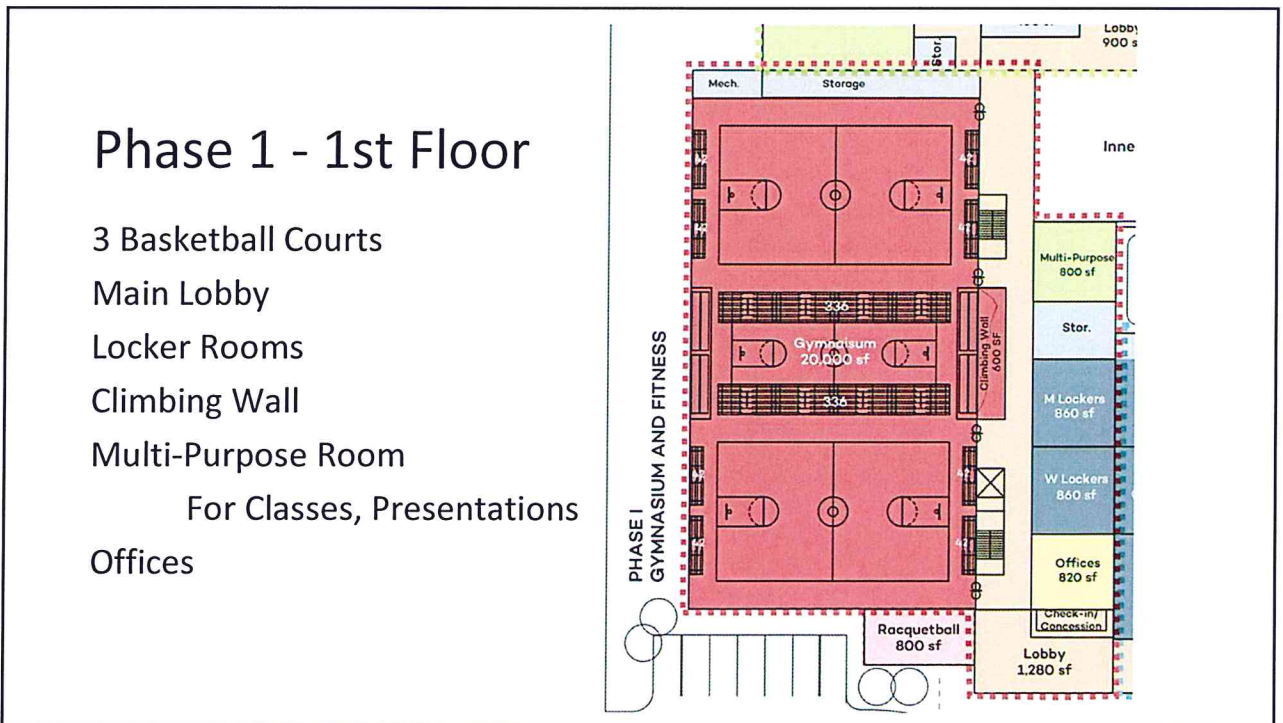 Phase 1 - 1st Floor
3 Basketball Courts
Main Lobby
Locker Rooms
Climbing Wall
Multi-Purpose Room
For Classes, Presentations
Offices
PHASE I
GYMNASIUM AND FITNESS
Lobby
900 s
Stor.
Mech.
Storage
Inne
42
42
42
42
Multi-Purpose
800 sf
336
Gymnaisum
20,000 sf
336
Climbing Wall
600 SF
Stor.
M Lockers
860 sf
W Lockers
860 sf
42
42
42
42
Offices
820 sf
Check-in/
Concession
Racquetball
800 sf
Lobby
1,280 sf